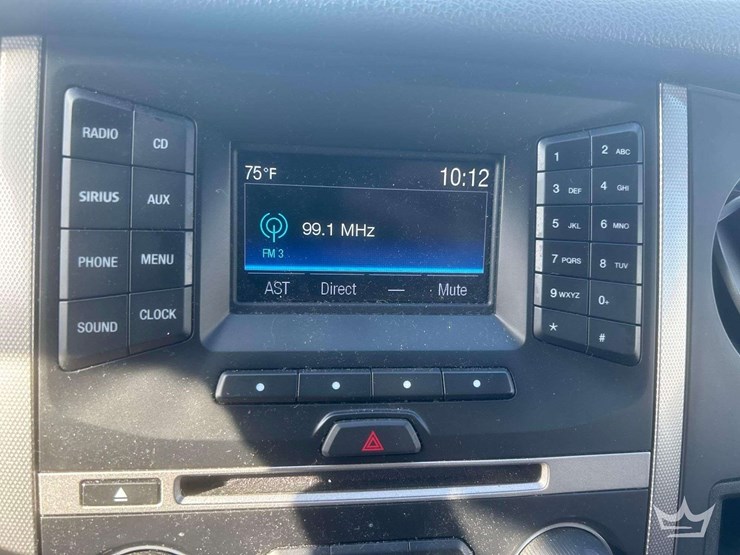 RADIO
CD
SIRIUS
AUX
PHONE
MENU
SOUND
CLOCK
75°F 10:12
99.1 MHz
FM 3
AST Direct — Mute
1
2 ABC
3 DEF
4 GHI
5 JKL
6 MNO
7 PQRS
8 TUV
9 WXYZ
0+
*
#